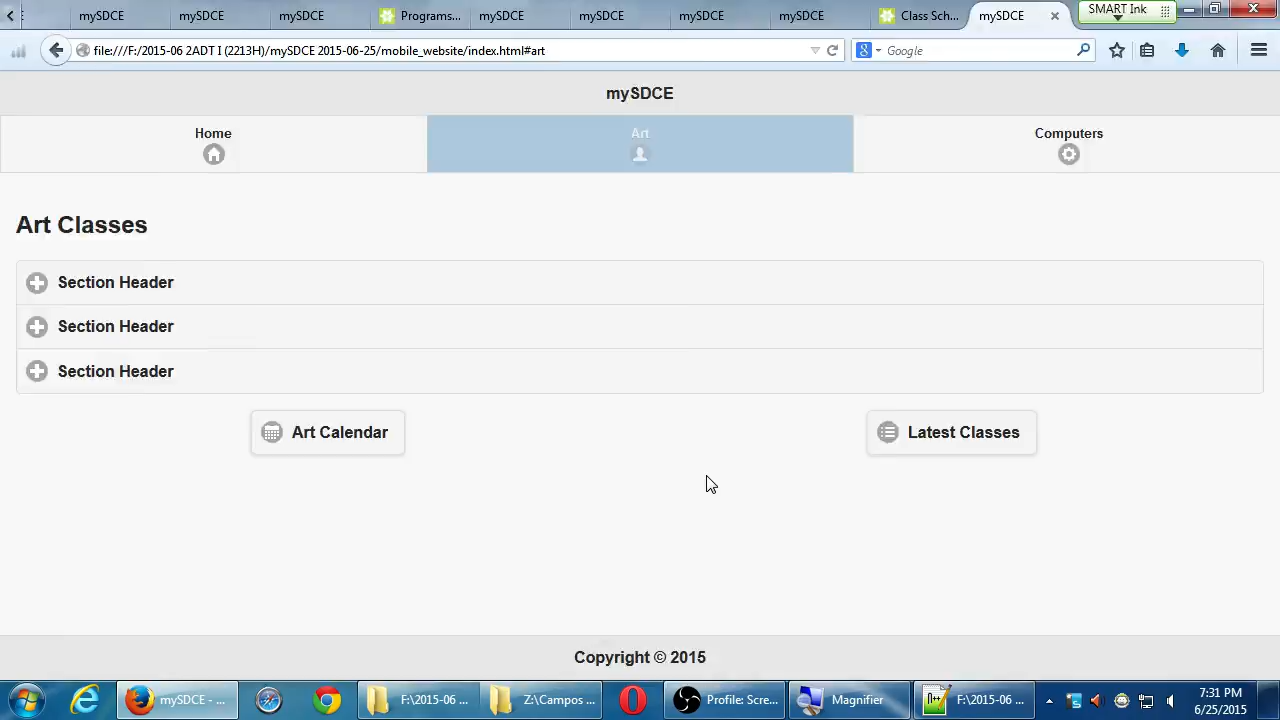 mySDCE
mySDCE
mySDCE
Programs...
mySDCE
mySDCE
mySDCE
mySDCE
Class Sch...
mySDCE
SMART Ink
file:///F:/2015-06 2ADT I (2213H)/mySDCE 2015-06-25/mobile_website/index.html#art
Google
mySDCE
Home
Art
Computers
Art Classes
Section Header
Section Header
Section Header
Art Calendar
Latest Classes
Copyright © 2015
mySDCE - ...
F:\2015-06 ...
Z:\Campos ...
Profile: Scre...
Magnifier
F:\2015-06 ...
7:31 PM
6/25/2015